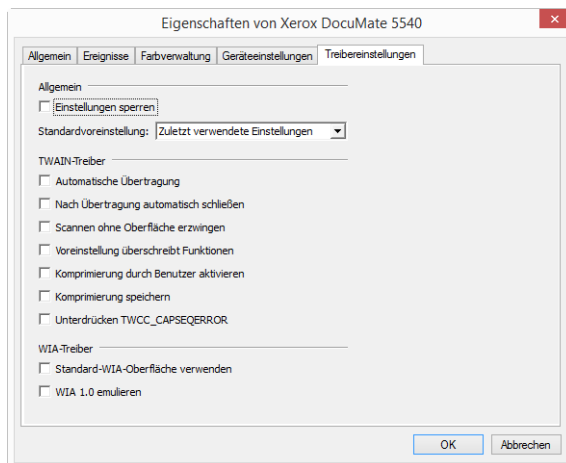 Eigenschaften von Xerox DocuMate 5540
Allgemein Ereignisse Farbverwaltung Geräteeinstellungen Treibereinstellungen
Allgemein
Einstellungen sperren
Standardvoreinstellung: Zuletzt verwendete Einstellungen
TWAIN-Treiber
Automatische Übertragung
Nach Übertragung automatisch schließen
Scannen ohne Oberfläche erzwingen
Voreinstellung überschreibt Funktionen
Komprimierung durch Benutzer aktivieren
Komprimierung speichern
Unterdrücken TWCC_CAPSEQERROR
WIA-Treiber
Standard-WIA-Oberfläche verwenden
WIA 1.0 emulieren
OK Abbrechen